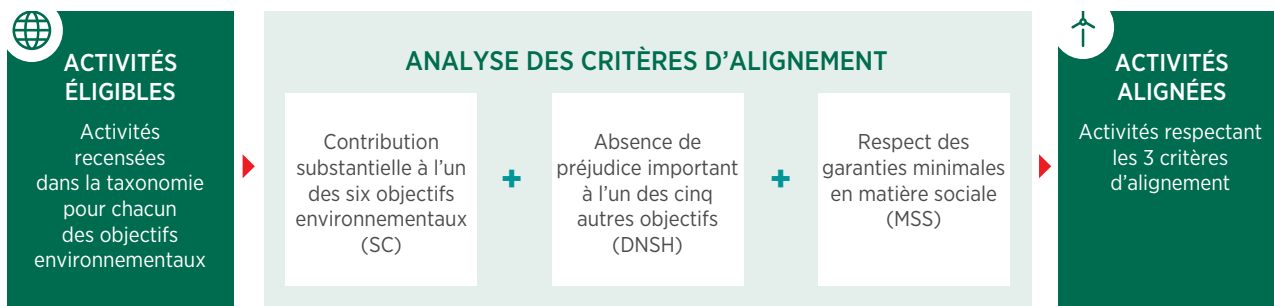 ACTIVITÉS
ÉLIGIBLES
Activités
recensées
dans la taxonomie
pour chacun
des objectifs
environnementaux
ANALYSE DES CRITÈRES D’ALIGNEMENT
Contribution
substantielle à l’un
des six objectifs
environnementaux
(SC)
+
Absence de
préjudice important
à l’un des cinq
autres objectifs
(DNSH)
+
Respect des
garanties minimales
en matière sociale
(MSS)
ACTIVITÉS
ALIGNÉES
Activités respectant
les 3 critères
d’alignement